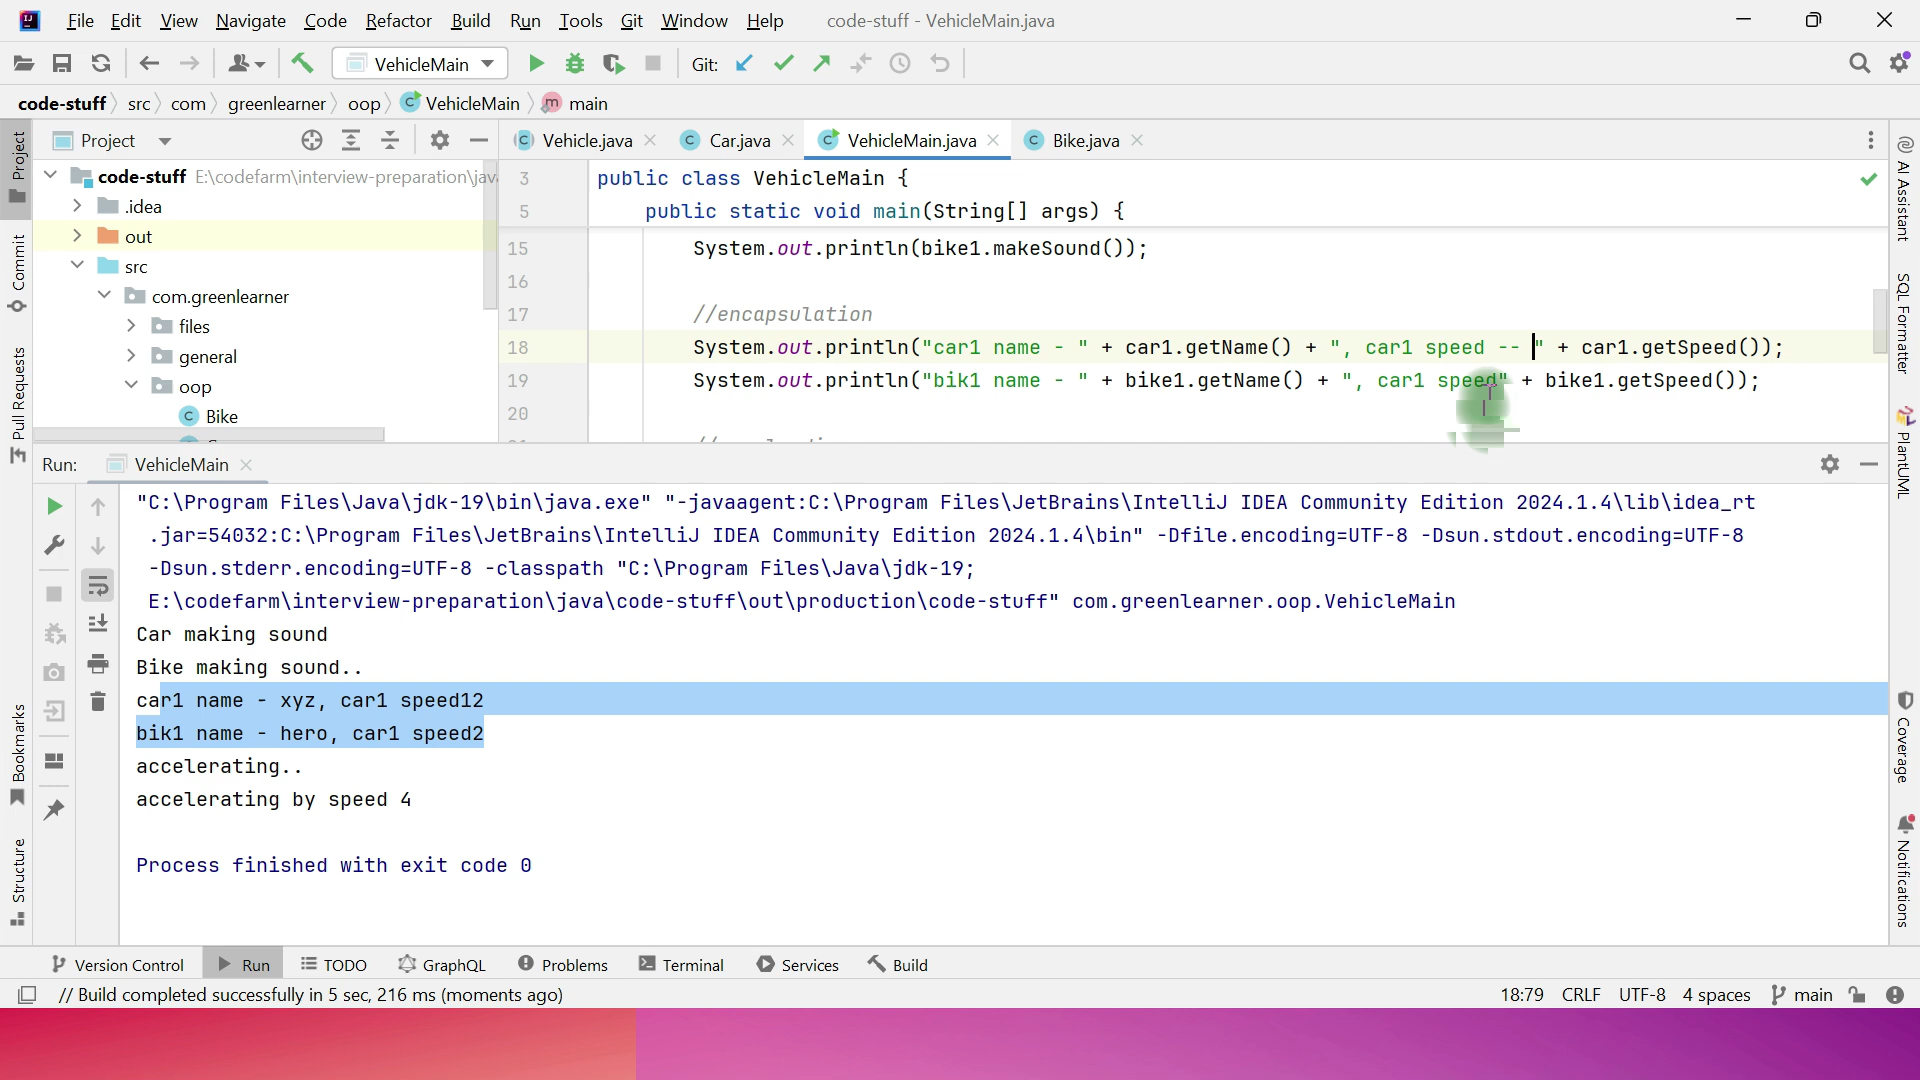 File Edit View Navigate Code Refactor Build Run Tools Git Window Help code-stuff - VehicleMain.java
VehicleMain Git:
code-stuff src com greenlearner oop VehicleMain main
Project
Vehicle.java Car.java VehicleMain.java Bike.java
code-stuff E:\codefarm\interview-preparation\jav
.idea
out
src
com.greenlearner
files
general
oop
Bike
3 public class VehicleMain {
5 public static void main(String[] args) {
15 System.out.println(bike1.makeSound());
16
17 //encapsulation
18 System.out.println("car1 name - " + car1.getName() + ", car1 speed -- " + car1.getSpeed());
19 System.out.println("bik1 name - " + bike1.getName() + ", car1 speed" + bike1.getSpeed());
20
Project
Commit
Pull Requests
Bookmarks
Structure
AI Assistant
SQL Formatter
PlantUML
Coverage
Notifications
Run: VehicleMain
"C:\Program Files\Java\jdk-19\bin\java.exe" "-javaagent:C:\Program Files\JetBrains\IntelliJ IDEA Community Edition 2024.1.4\lib\idea_rt
.jar=54032:C:\Program Files\JetBrains\IntelliJ IDEA Community Edition 2024.1.4\bin" -Dfile.encoding=UTF-8 -Dsun.stdout.encoding=UTF-8
-Dsun.stderr.encoding=UTF-8 -classpath "C:\Program Files\Java\jdk-19;
E:\codefarm\interview-preparation\java\code-stuff\out\production\code-stuff" com.greenlearner.oop.VehicleMain
Car making sound
Bike making sound..
car1 name - xyz, car1 speed12
bik1 name - hero, car1 speed2
accelerating..
accelerating by speed 4
Process finished with exit code 0
Version Control Run TODO GraphQL Problems Terminal Services Build
// Build completed successfully in 5 sec, 216 ms (moments ago) 18:79 CRLF UTF-8 4 spaces main